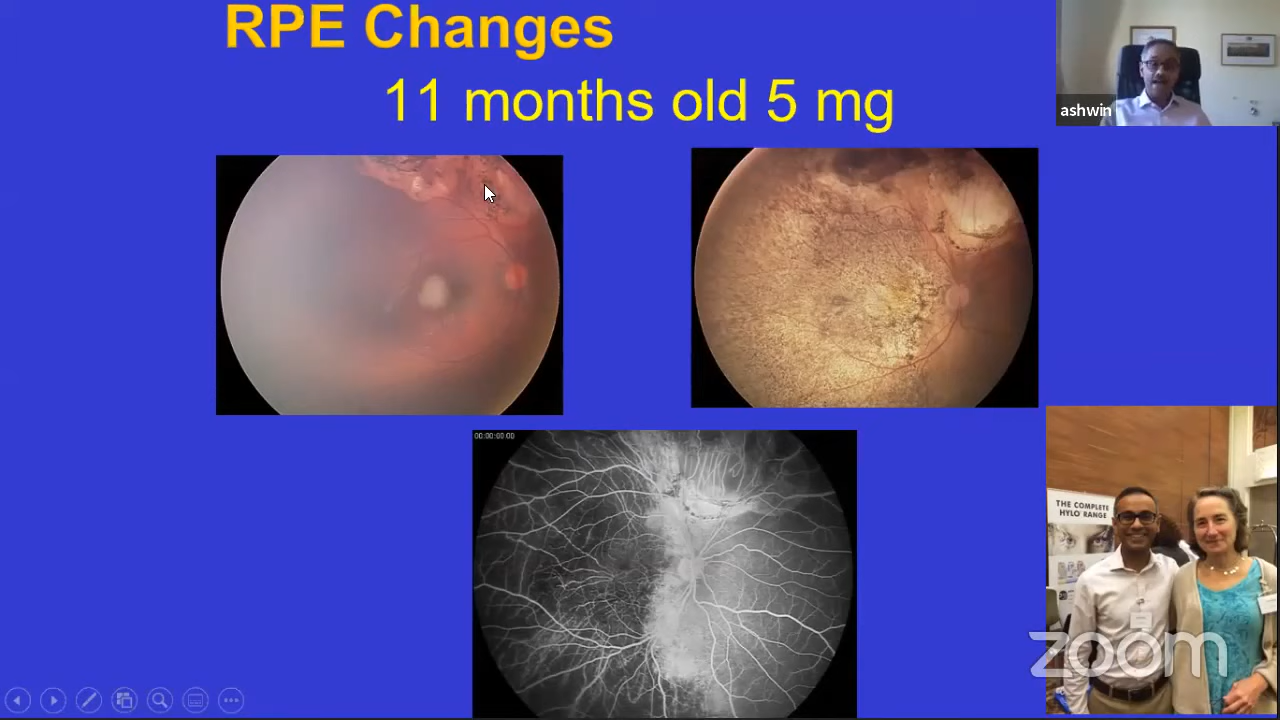 RPE Changes
11 months old 5 mg
ashwin
00:00:00:00
THE COMPLETE
HYLO RANGE
zoom